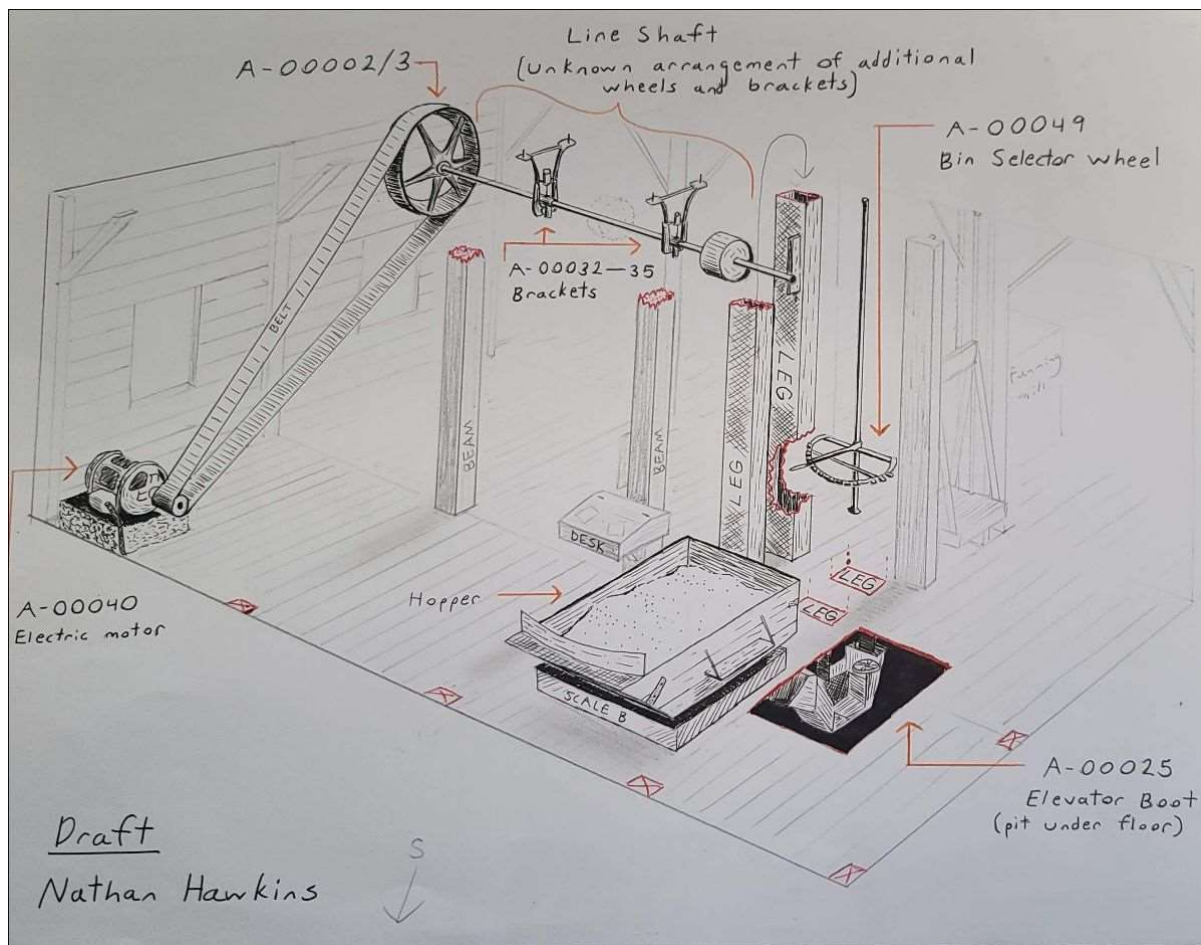 Line Shaft
(Unknown arrangement of additional
wheels and brackets)
A-00002/3
A-00049
Bin Selector wheel
A-00032-35
Brackets
BELT
BEAM
BEAM
LEG
LEG
Fanning
mill
DESK
LEG
LEG
Hopper
SCALE B
A-00040
Electric motor
A-00025
Elevator Boot
(pit under floor)
Draft
Nathan Hawkins
S